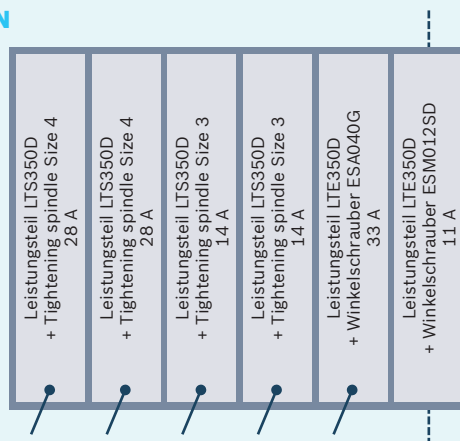 N
Leistungsteil LTS350D
+ Tightening spindle Size 4
28 A
Leistungsteil LTS350D
+ Tightening spindle Size 4
28 A
Leistungsteil LTS350D
+ Tightening spindle Size 3
14 A
Leistungsteil LTS350D
+ Tightening spindle Size 3
14 A
Leistungsteil LTE350D
+ Winkelschrauber ESA040G
33 A
Leistungsteil LTE350D
+ Winkelschrauber ESM012SD
11 A